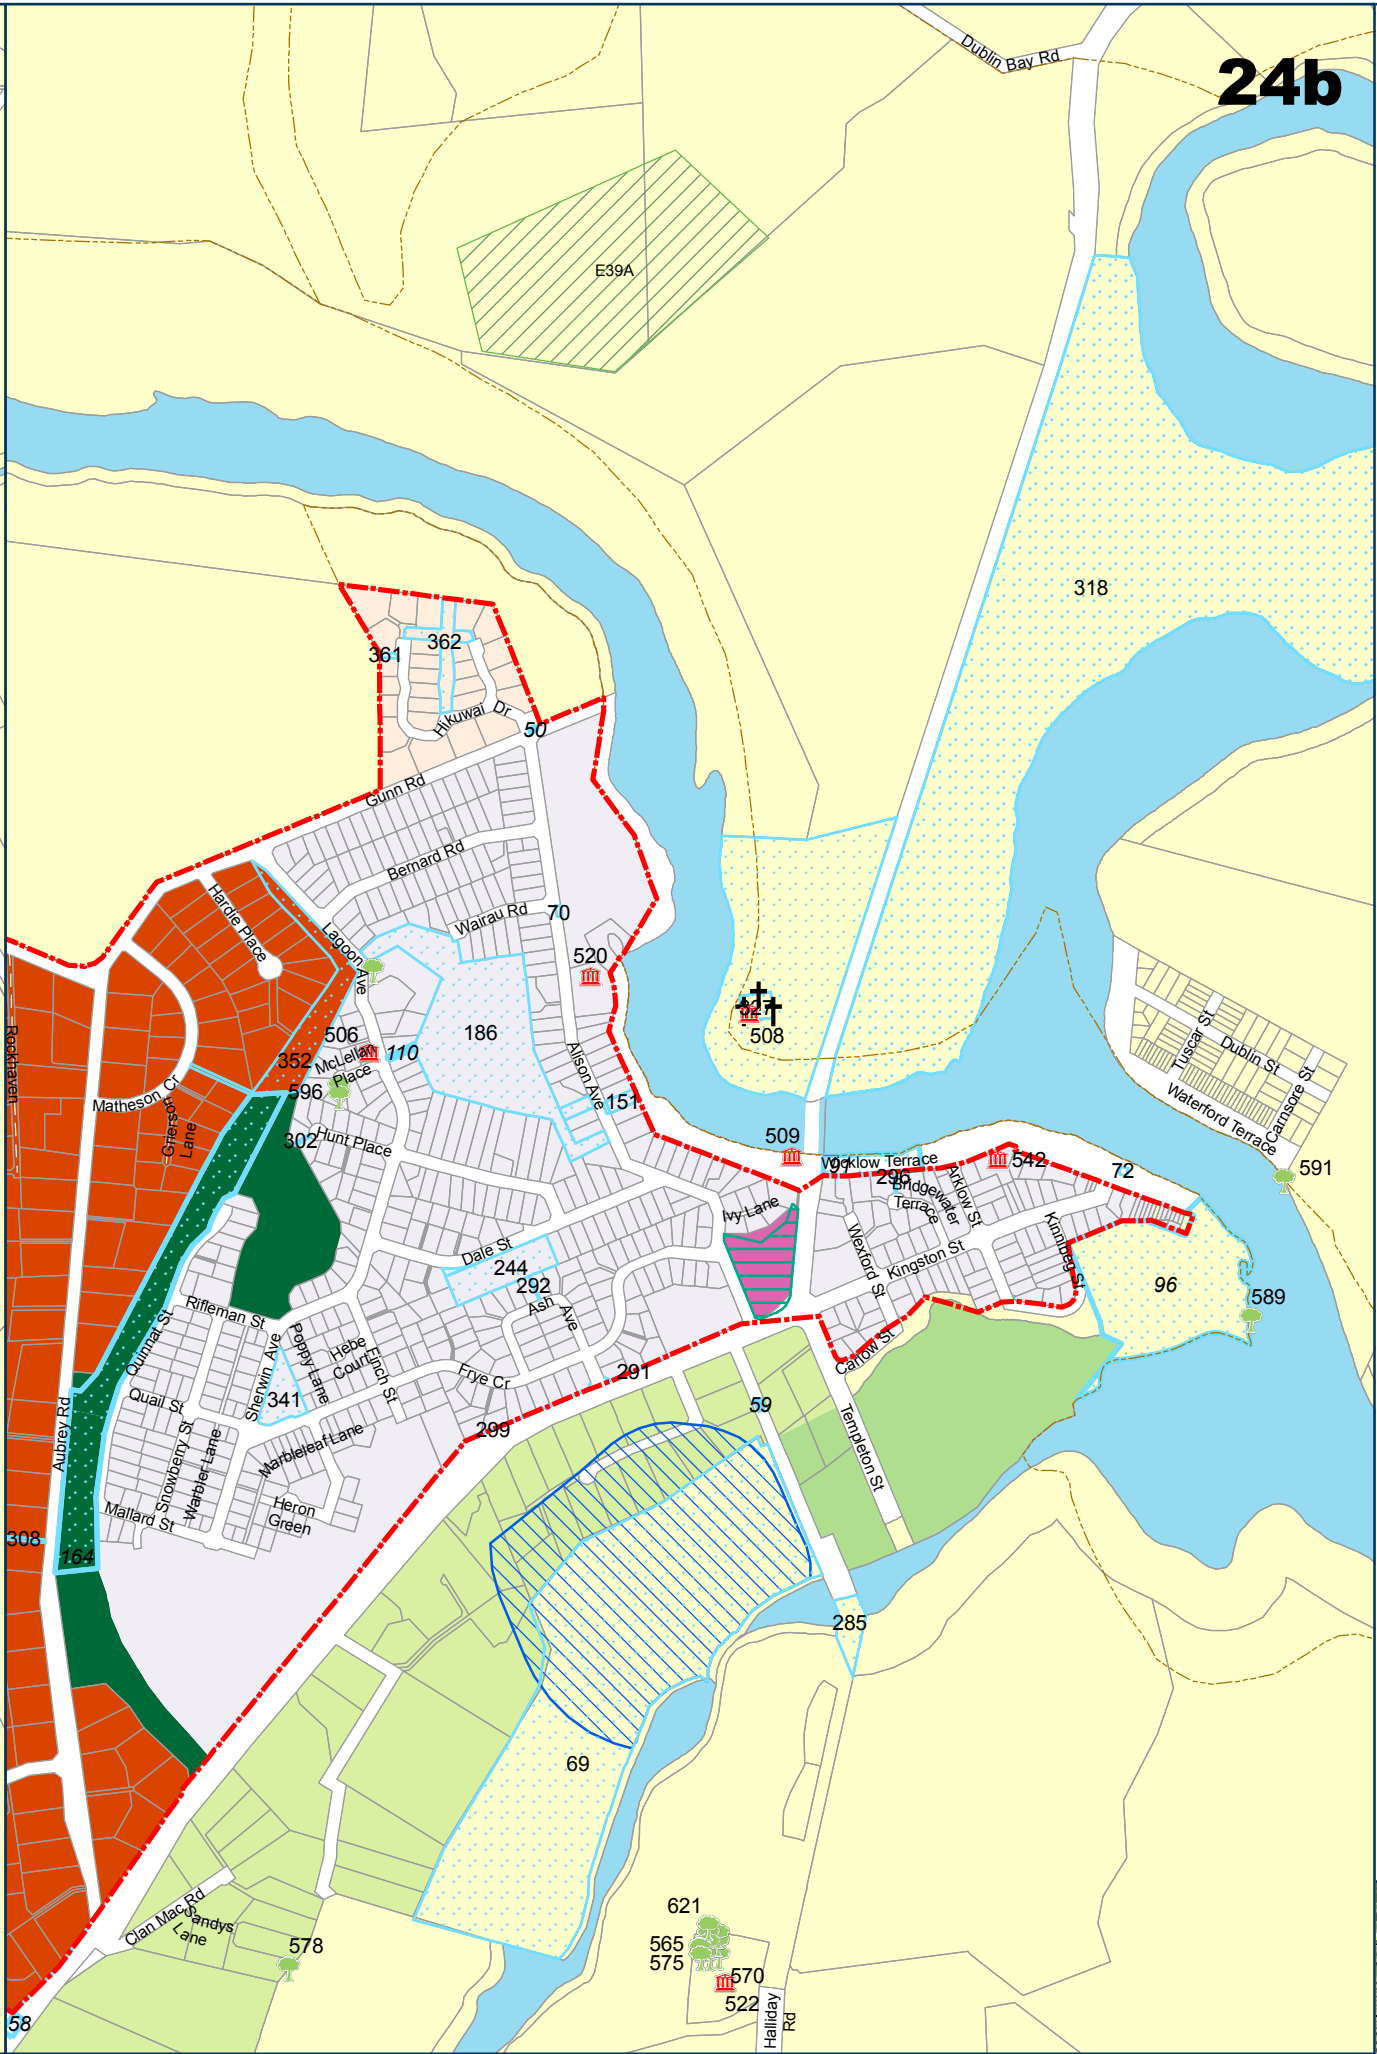 Dublin Bay Rd
24b
E39A
318
362
361
Hikuwai Dr
50
Gunn Rd
Bernard Rd
Hardie Place
Wairau Rd
70
Lagoon Ave
520
327
508
506
186
352
McLellan
Place
110
Alison Ave
Rockhaven
596
Matheson Cr
Grierson
Lane
151
302
Hunt Place
509
Wicklow Terrace
91
542
72
296
Bridgewater
Terrace
Arklow St
Tuscar St
Dublin St
Carnsore St
Waterford Terrace
591
Ivy Lane
Wexford St
Kingston St
Kinnibeg St
Dale St
244
292
Ash Ave
96
589
Rifleman St
Quinnat St
Poppy Lane
Hebe
Court
Finch St
Carlow St
Sherwin Ave
Frye Cr
291
Quail St
341
59
Aubrey Rd
Snowberry St
Warbler Lane
Marbleleaf Lane
299
Templeton St
Mallard St
Heron
Green
308
164
285
69
Clan Mac Rd
Sandys
Lane
578
621
565
575
570
522
Halliday
Rd
58